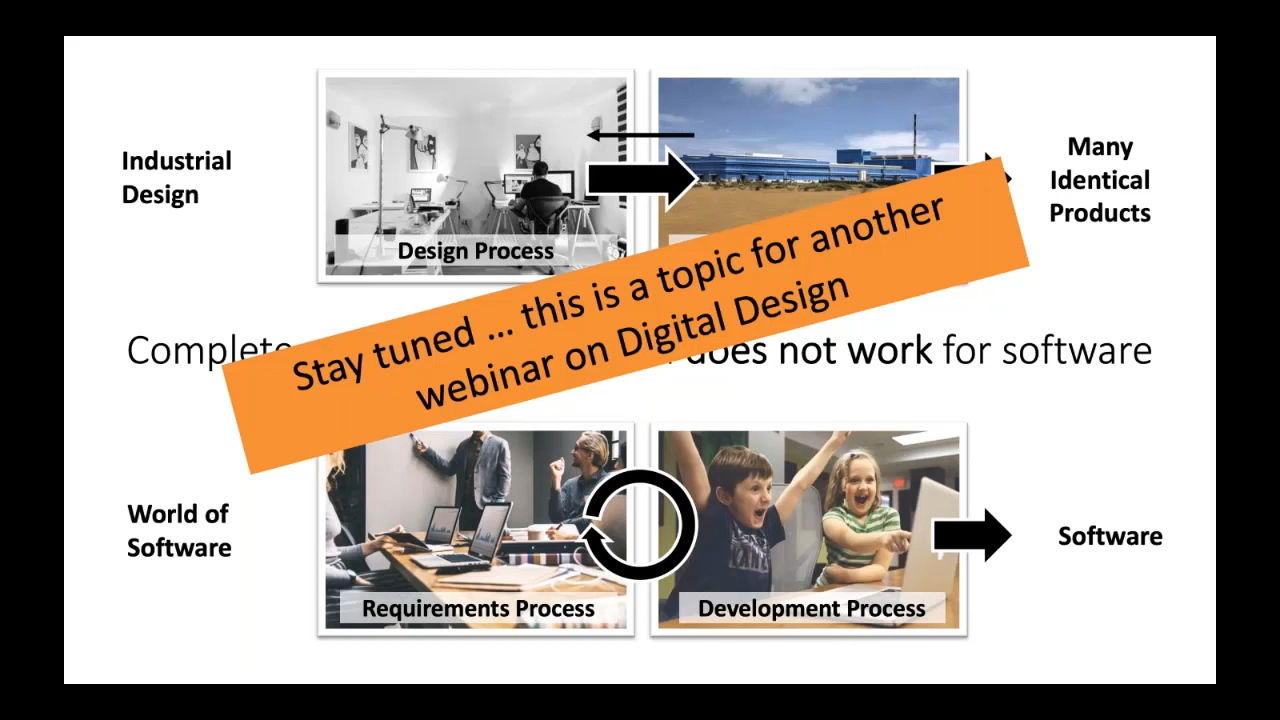 Industrial
Design
Design Process
Many
Identical
Products
Stay tuned ... this is a topic for another
webinar on Digital Design
Complete
does not work for software
World of
Software
Requirements Process
Development Process
Software